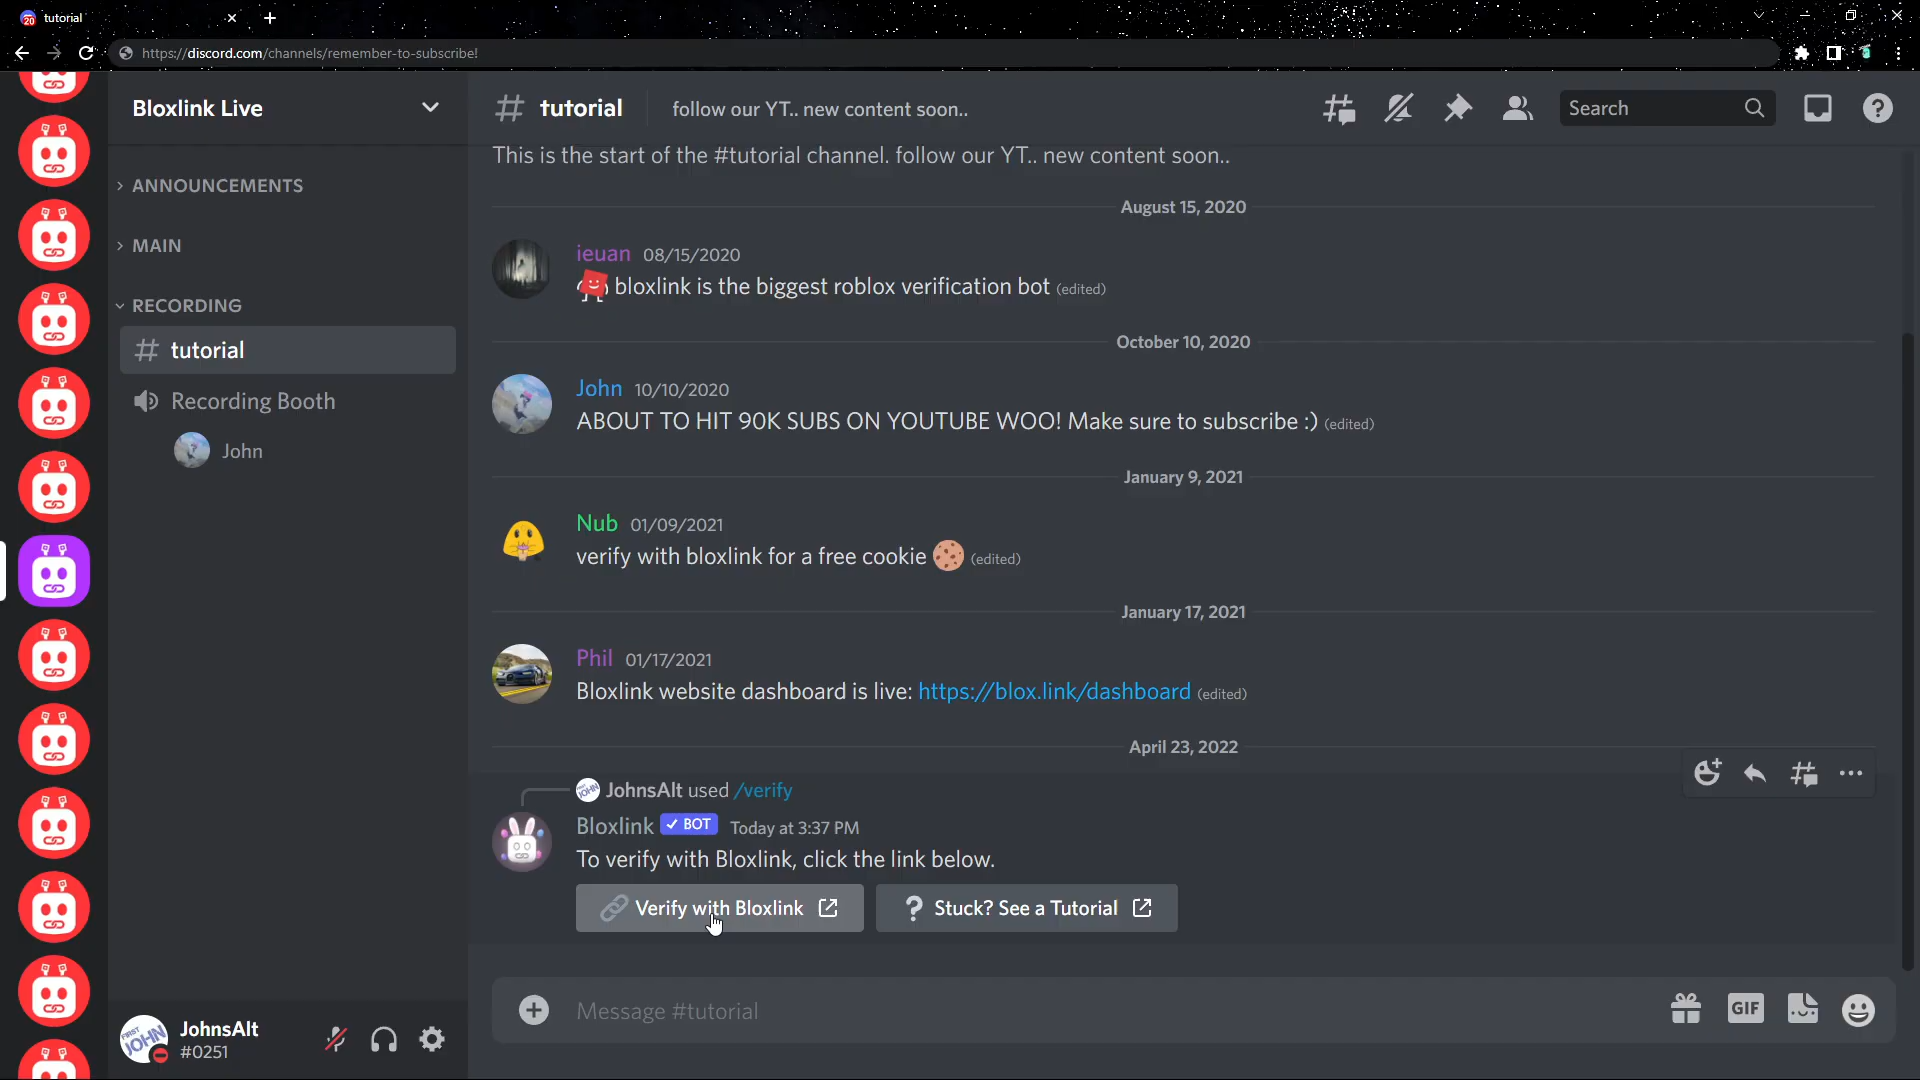 20 tutorial
https://discord.com/channels/remember-to-subscribe!
Bloxlink Live
ANNOUNCEMENTS
MAIN
RECORDING
# tutorial
Recording Booth
John
JohnsAlt
#0251
# tutorial
follow our YT.. new content soon..
Search
This is the start of the #tutorial channel. follow our YT.. new content soon..
August 15, 2020
ieuan 08/15/2020
bloxlink is the biggest roblox verification bot (edited)
October 10, 2020
John 10/10/2020
ABOUT TO HIT 90K SUBS ON YOUTUBE WOO! Make sure to subscribe :) (edited)
January 9, 2021
Nub 01/09/2021
verify with bloxlink for a free cookie (edited)
January 17, 2021
Phil 01/17/2021
Bloxlink website dashboard is live: https://blox.link/dashboard (edited)
April 23, 2022
JohnsAlt used /verify
Bloxlink BOT Today at 3:37 PM
To verify with Bloxlink, click the link below.
Verify with Bloxlink
? Stuck? See a Tutorial
Message #tutorial
GIF